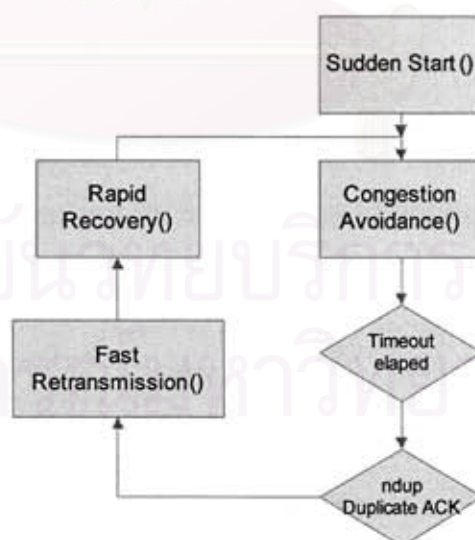 Sudden Start()
Rapid
Recovery()
Congestion
Avoidance()
Fast
Retransmission()
Timeout
elaped
ndup
Duplicate ACK